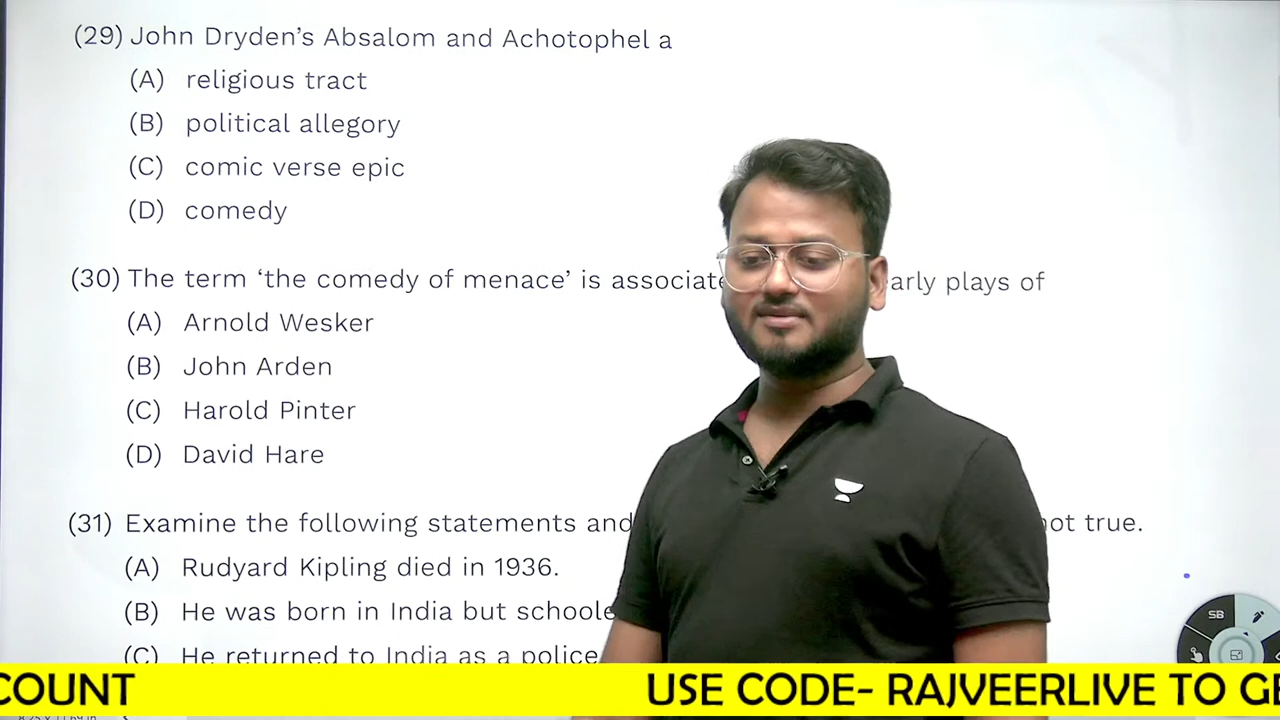 (29) John Dryden's Absalom and Achotophel a
(A) religious tract
(B) political allegory
(C) comic verse epic
(D) comedy
(30) The term 'the comedy of menace' is associate arly plays of
(A) Arnold Wesker
(B) John Arden
(C) Harold Pinter
(D) David Hare
(31) Examine the following statements and not true.
(A) Rudyard Kipling died in 1936.
(B) He was born in India but schoole
(C) He returned to India as a police
SB
COUNT USE CODE- RAJVEERLIVE TO GE